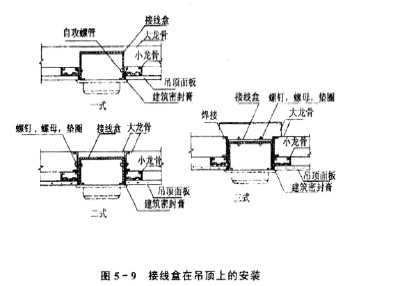 接线盒
自攻螺管
大龙骨
小龙骨
吊顶面板
建筑密封膏
一式
螺钉，螺母，垫圈
接线盒
大龙骨
小龙骨
吊顶面板
建筑密封膏
二式
接线盒
螺钉，螺母，垫圈
焊接
大龙骨
小龙骨
吊顶面板
建筑密封膏
三式
图 5-9 接线盒在吊顶上的安装